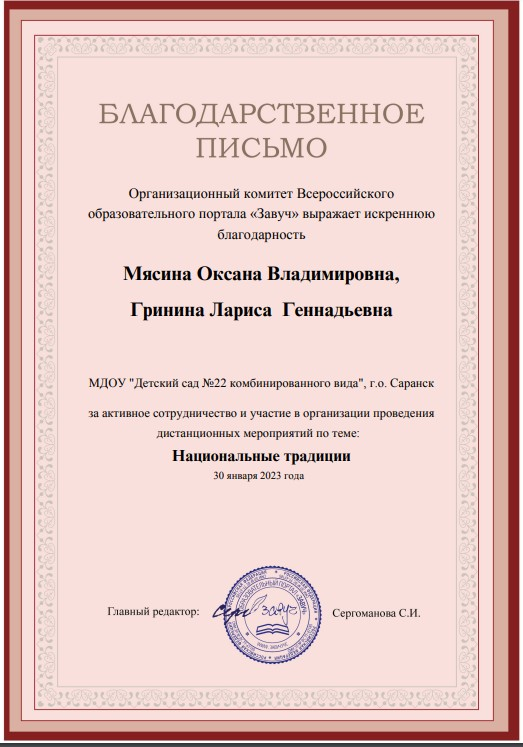 БЛАГОДАРСТВЕННОЕ
ПИСЬМО
Организационный комитет Всероссийского
образовательного портала «Завуч» выражает искреннюю
благодарность
Мясина Оксана Владимировна,
Гринина Лариса Геннадьевна
МДОУ "Детский сад №22 комбинированного вида", г.о. Саранск
за активное сотрудничество и участие в организации проведения
дистанционных мероприятий по теме:
Национальные традиции
30 января 2023 года
Главный редактор:
завуч
Сергоманова С.И.